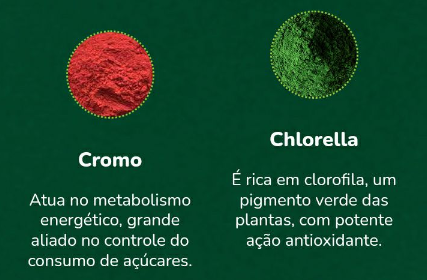 Cromo
Atua no metabolismo
energético, grande
aliado no controle do
consumo de açúcares.
Chlorella
É rica em clorofila, um
pigmento verde das
plantas, com potente
ação antioxidante.